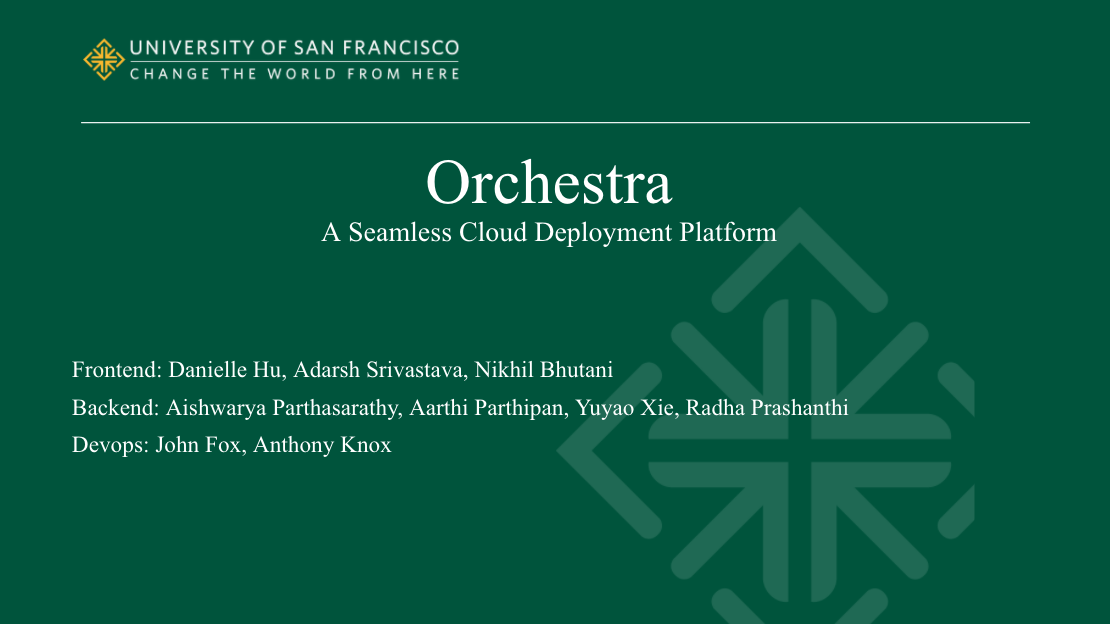 UNIVERSITY OF SAN FRANCISCO
CHANGE THE WORLD FROM HERE
Orchestra
A Seamless Cloud Deployment Platform
Frontend: Danielle Hu, Adarsh Srivastava, Nikhil Bhutani
Backend: Aishwarya Parthasarathy, Aarthi Parthipan, Yuyao Xie, Radha Prashanthi
Devops: John Fox, Anthony Knox